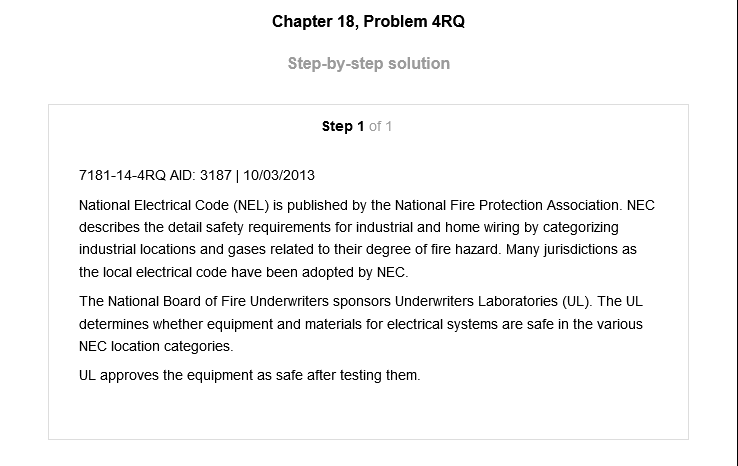 Chapter 18, Problem 4RQ
Step-by-step solution
Step 1 of 1
7181-14-4RQ AID: 3187 | 10/03/2013
National Electrical Code (NEL) is published by the National Fire Protection Association. NEC
describes the detail safety requirements for industrial and home wiring by categorizing
industrial locations and gases related to their degree of fire hazard. Many jurisdictions as
the local electrical code have been adopted by NEC.
The National Board of Fire Underwriters sponsors Underwriters Laboratories (UL). The UL
determines whether equipment and materials for electrical systems are safe in the various
NEC location categories.
UL approves the equipment as safe after testing them.